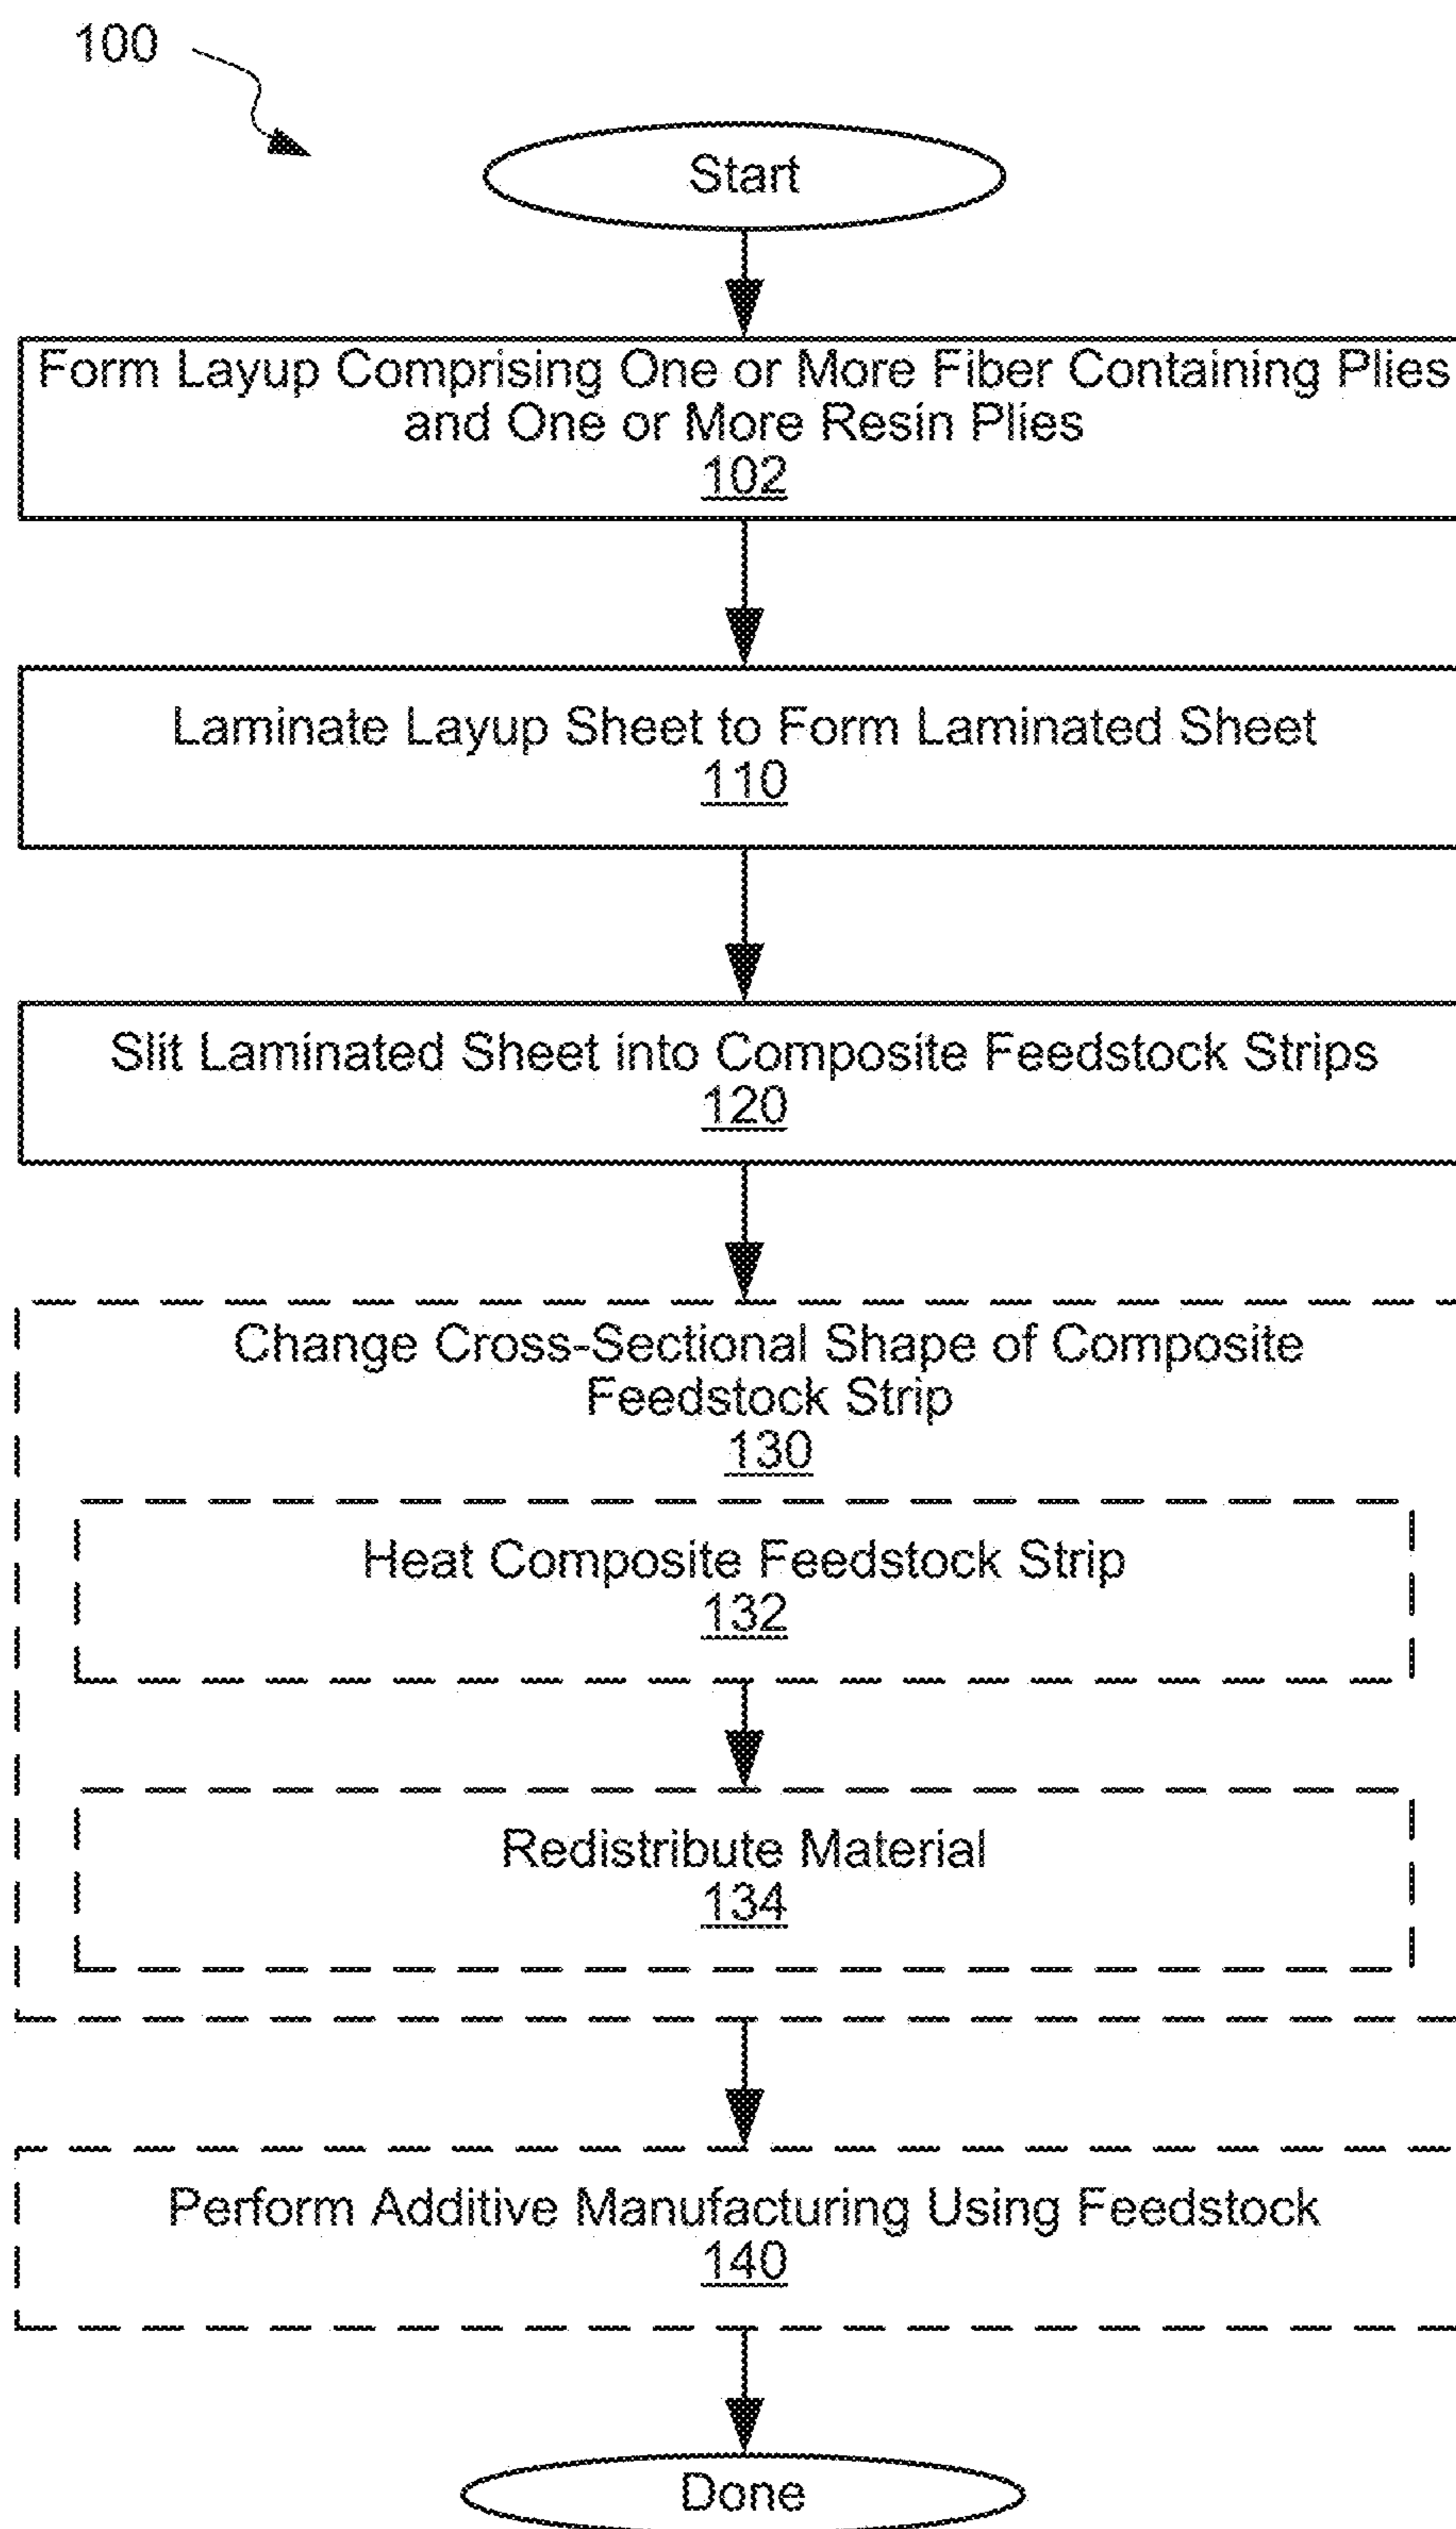 100
Start
Form Layup Comprising One or More Fiber Containing Plies
and One or More Resin Plies
102
Laminate Layup Sheet to Form Laminated Sheet
110
Slit Laminated Sheet into Composite Feedstock Strips
120
Change Cross-Sectional Shape of Composite
Feedstock Strip
130
Heat Composite Feedstock Strip
132
Redistribute Material
134
Perform Additive Manufacturing Using Feedstock
140
Done